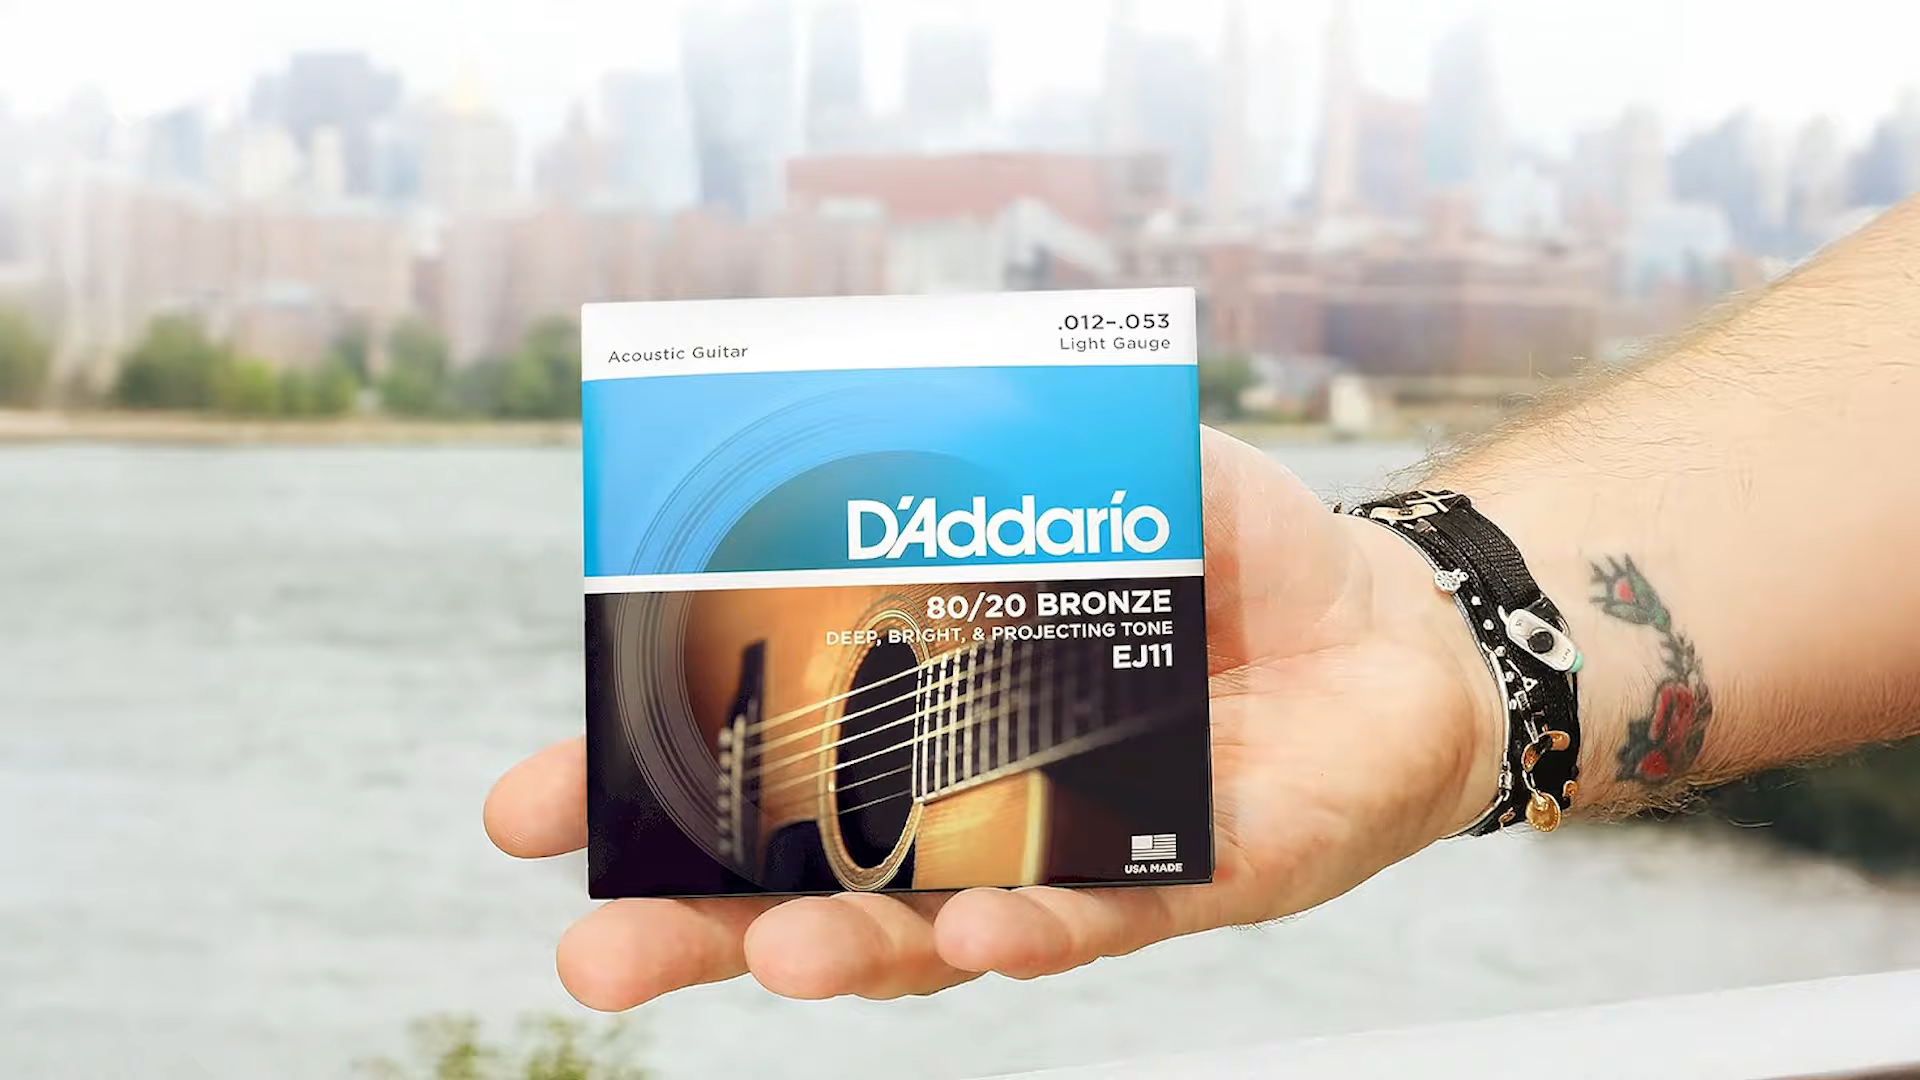 Acoustic Guitar
.012-.053
Light Gauge
D'Addario
80/20 BRONZE
DEEP, BRIGHT, & PROJECTING TONE
EJ11
USA MADE